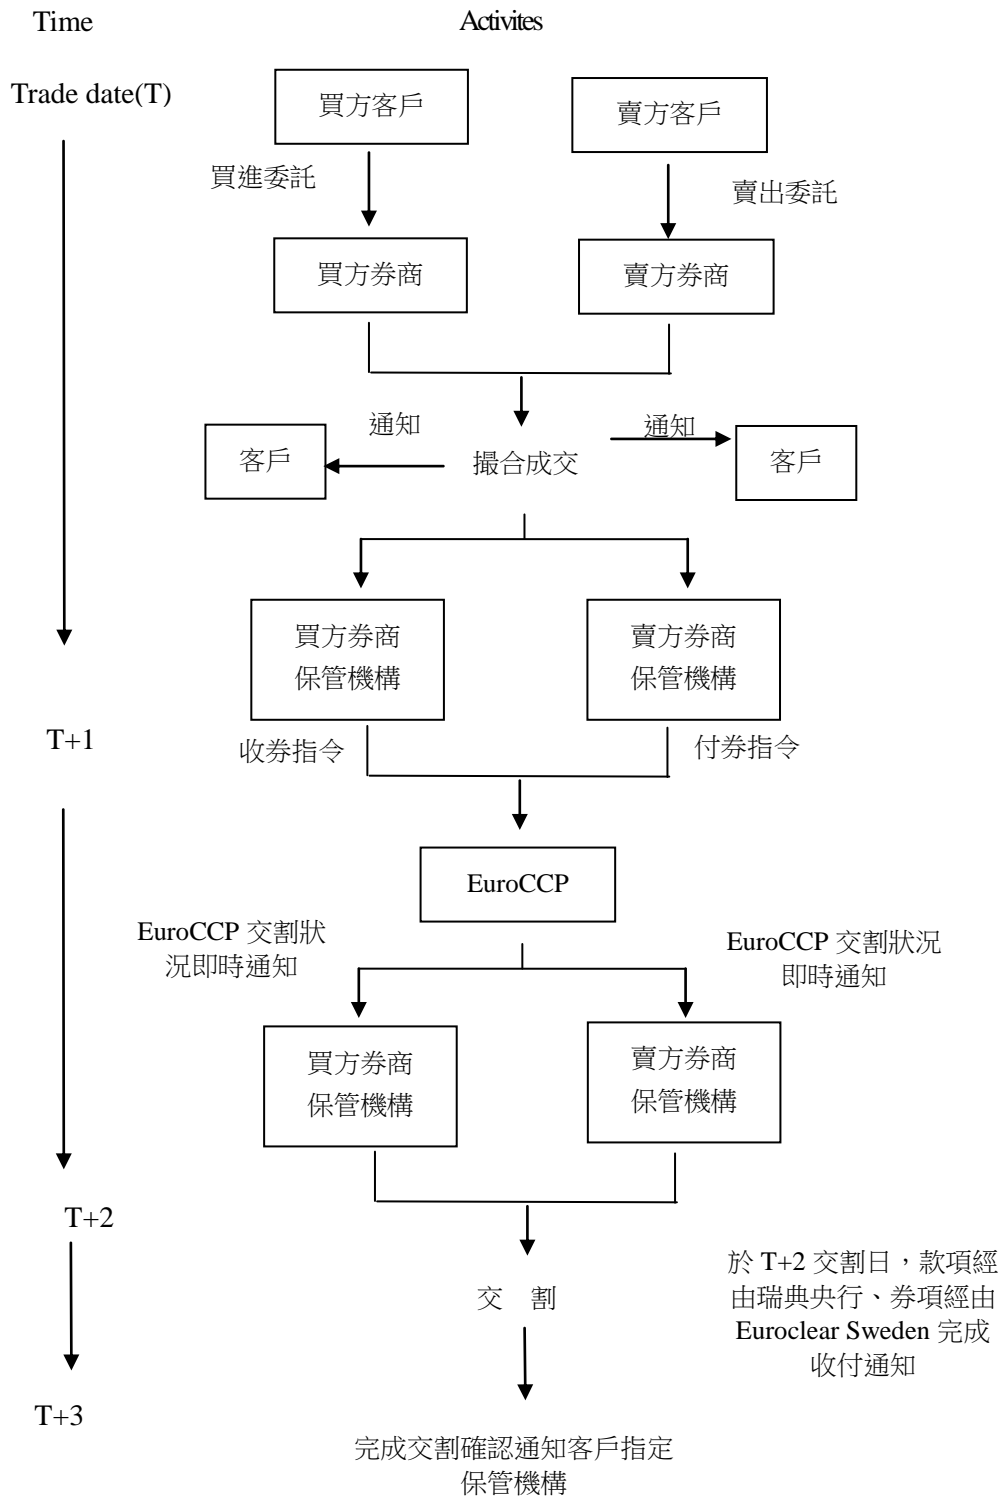 Time
Activites
Trade date(T)
買方客戶
賣方客戶
買進委託
賣出委託
買方券商
賣方券商
通知
通知
客戶
撮合成交
客戶
買方券商
保管機構
賣方券商
保管機構
T+1
收券指令
付券指令
EuroCCP
EuroCCP 交割狀
況即時通知
EuroCCP 交割狀況
即時通知
買方券商
保管機構
賣方券商
保管機構
T+2
交 割
於 T+2 交割日，款項經
由瑞典央行、券項經由
Euroclear Sweden 完成
收付通知
T+3
完成交割確認通知客戶指定
保管機構